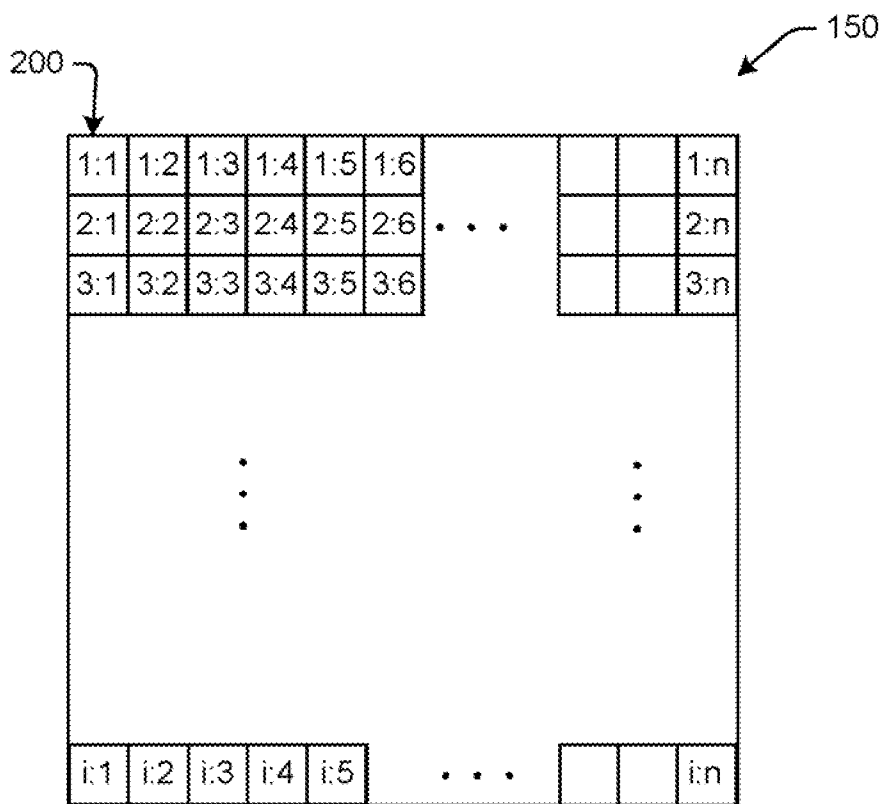 150
200
1:1 1:2 1:3 1:4 1:5 1:6 1:n
2:1 2:2 2:3 2:4 2:5 2:6 . . . 2:n
3:1 3:2 3:3 3:4 3:5 3:6 3:n
i:1 i:2 i:3 i:4 i:5 . . . i:n